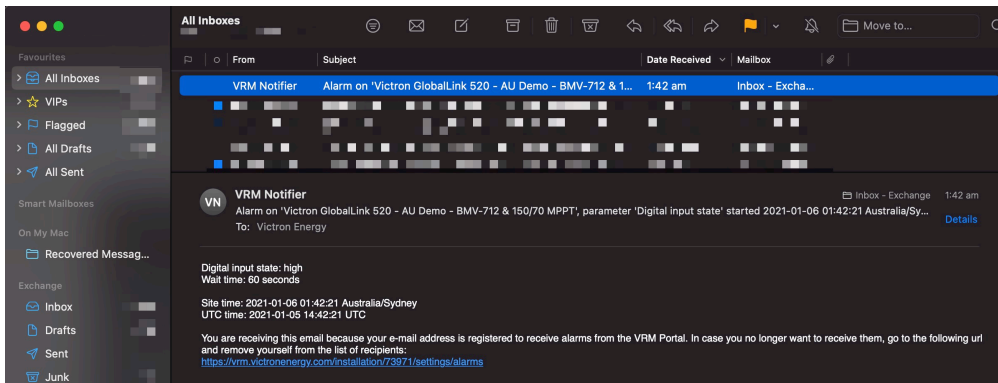 All Inboxes
Move to...
Favourites
All Inboxes
VIPs
Flagged
All Drafts
All Sent
Smart Mailboxes
On My Mac
Recovered Messag...
Exchange
Inbox
Drafts
Sent
Junk
From Subject Date Received Mailbox
VRM Notifier Alarm on 'Victron GlobalLink 520 - AU Demo - BMV-712 & 1... 1:42 am Inbox - Excha...
VN
VRM Notifier Inbox - Exchange 1:42 am
Alarm on 'Victron GlobalLink 520 - AU Demo - BMV-712 & 150/70 MPPT', parameter 'Digital input state' started 2021-01-06 01:42:21 Australia/Sy...
To: Victron Energy Details
Digital input state: high
Wait time: 60 seconds
Site time: 2021-01-06 01:42:21 Australia/Sydney
UTC time: 2021-01-05 14:42:21 UTC
You are receiving this email because your e-mail address is registered to receive alarms from the VRM Portal. In case you no longer want to receive them, go to the following url
and remove yourself from the list of recipients:
https://vrm.victronenergy.com/installation/73971/settings/alarms